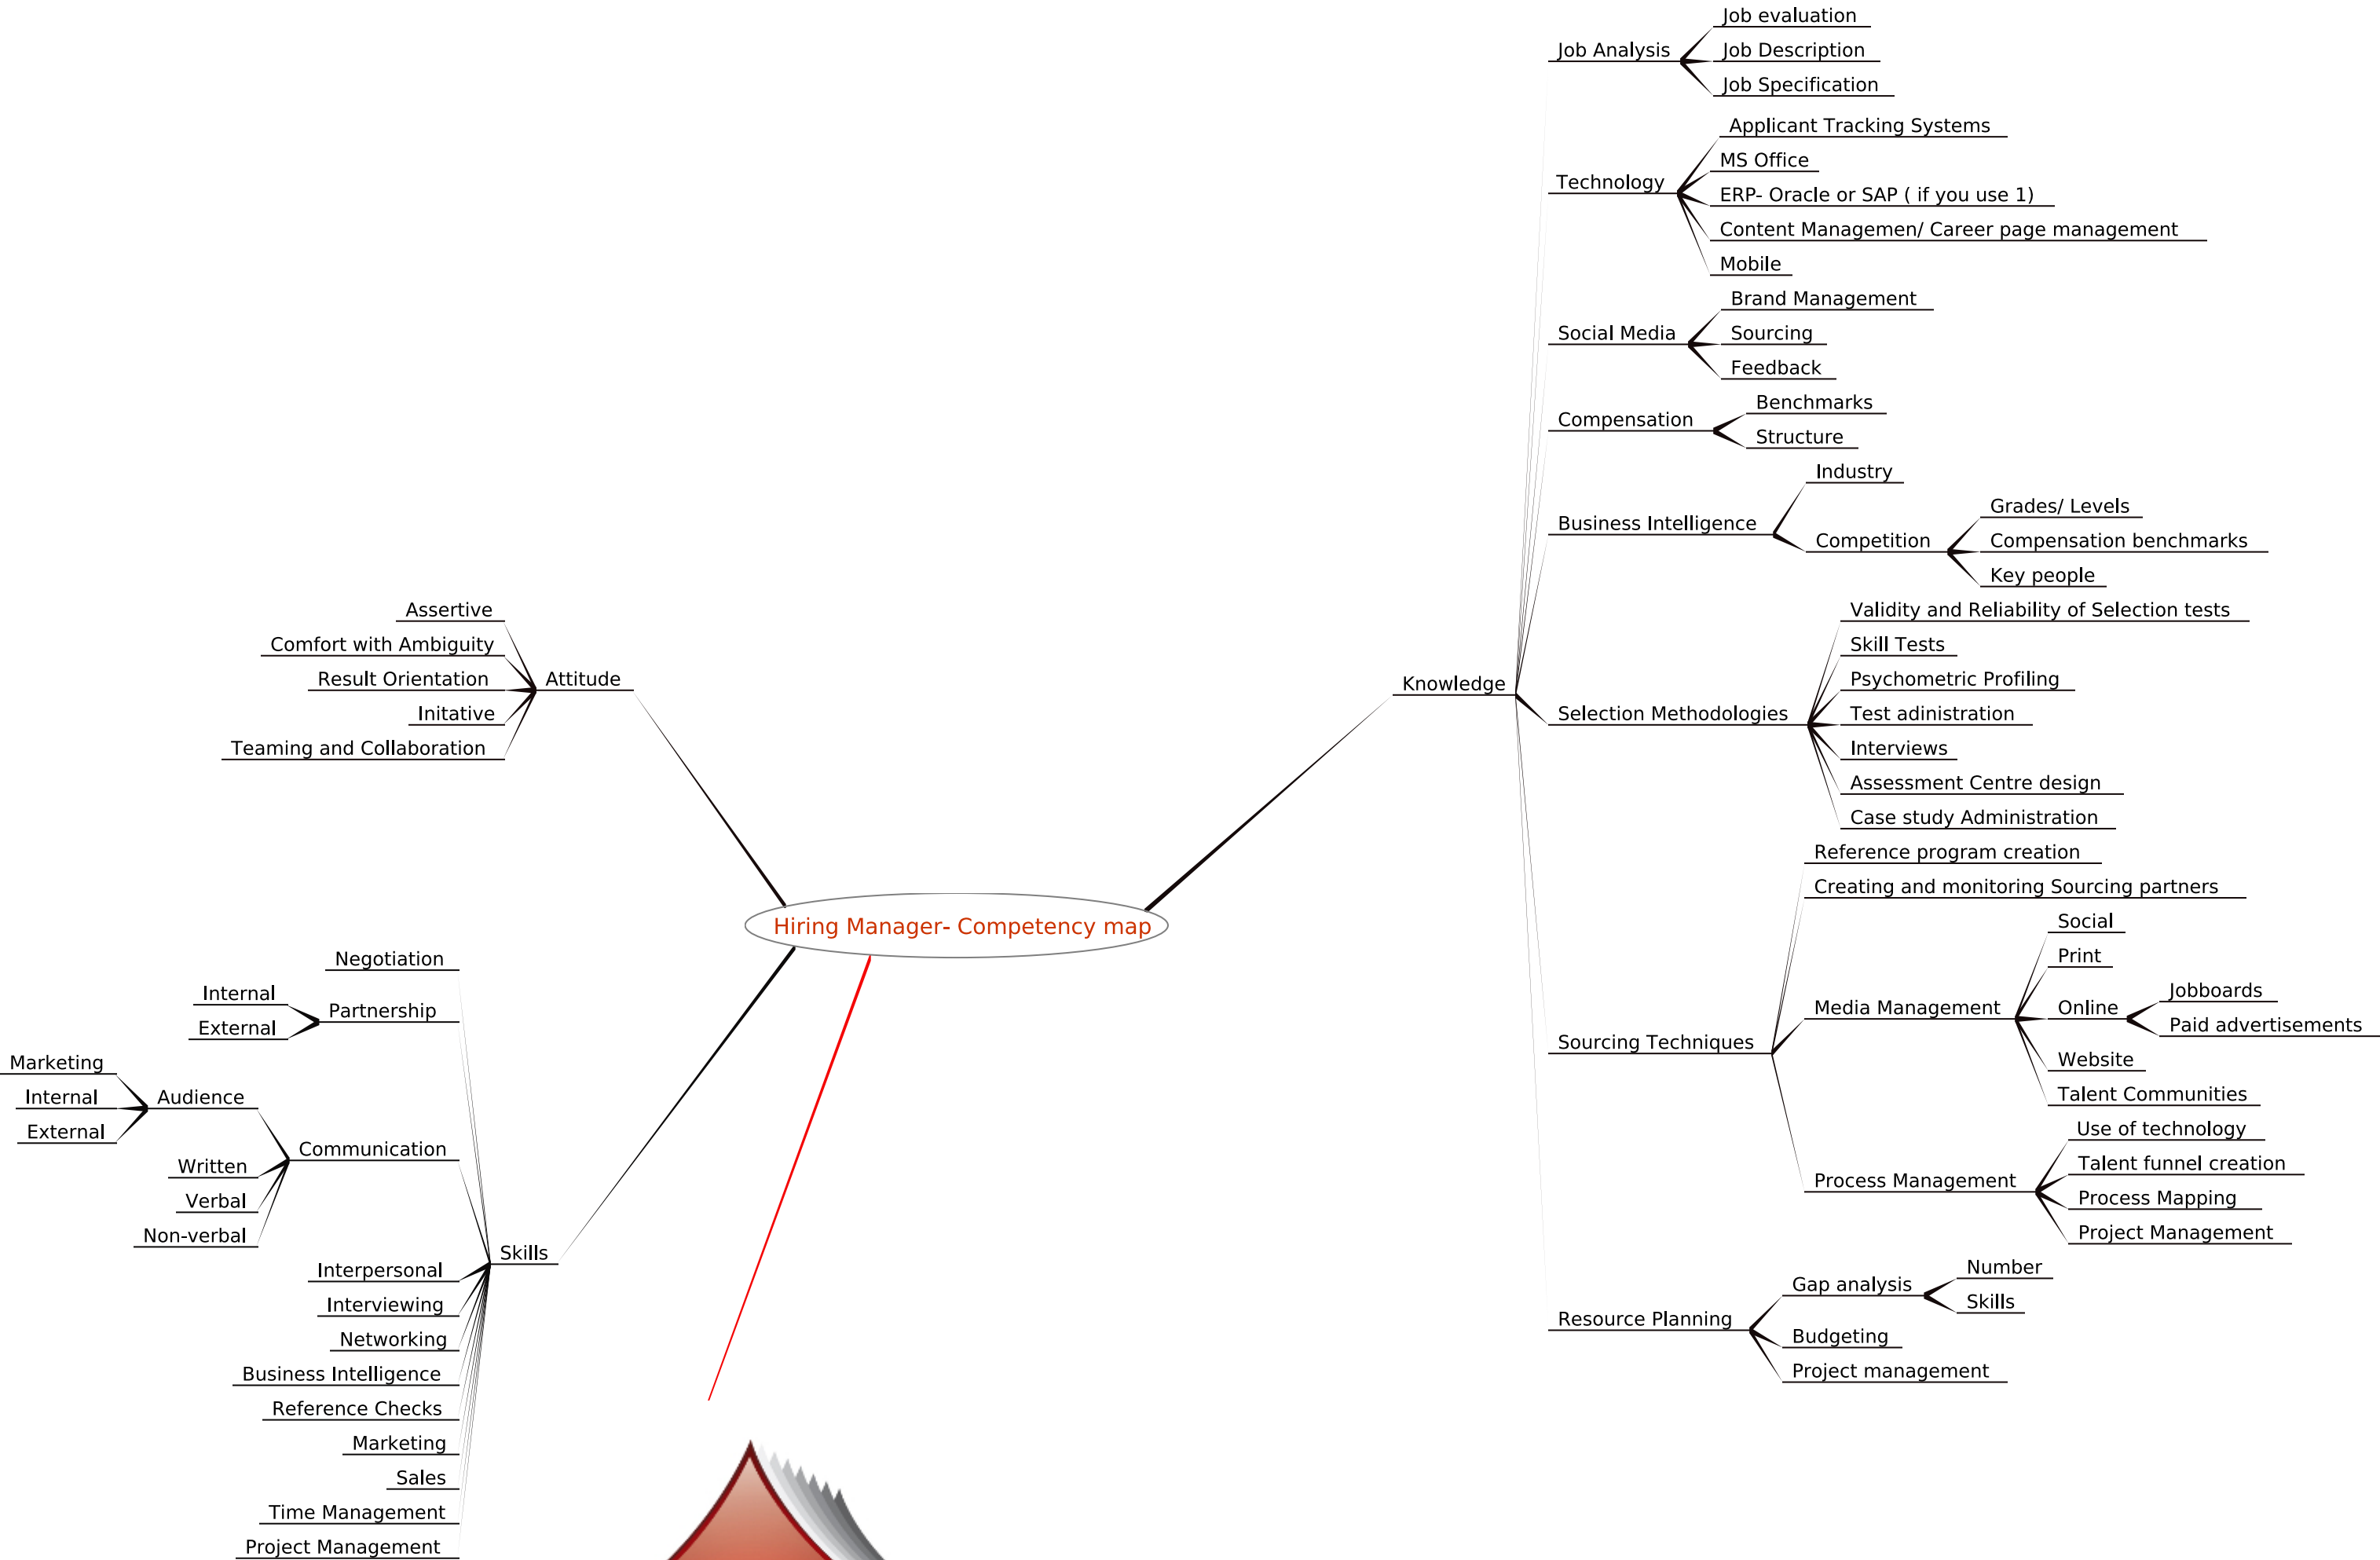 Hiring Manager- Competency map
Knowledge
Job Analysis
Job evaluation
Job Description
Job Specification
Technology
Applicant Tracking Systems
MS Office
ERP- Oracle or SAP ( if you use 1)
Content Managemen/ Career page management
Mobile
Social Media
Brand Management
Sourcing
Feedback
Compensation
Benchmarks
Structure
Business Intelligence
Industry
Competition
Grades/ Levels
Compensation benchmarks
Key people
Selection Methodologies
Validity and Reliability of Selection tests
Skill Tests
Psychometric Profiling
Test adinistration
Interviews
Assessment Centre design
Case study Administration
Sourcing Techniques
Reference program creation
Creating and monitoring Sourcing partners
Media Management
Social
Print
Online
Jobboards
Paid advertisements
Website
Talent Communities
Process Management
Use of technology
Talent funnel creation
Process Mapping
Project Management
Resource Planning
Gap analysis
Number
Skills
Budgeting
Project management
Attitude
Assertive
Comfort with Ambiguity
Result Orientation
Initative
Teaming and Collaboration
Skills
Negotiation
Partnership
Internal
External
Communication
Audience
Marketing
Internal
External
Written
Verbal
Non-verbal
Interpersonal
Interviewing
Networking
Business Intelligence
Reference Checks
Marketing
Sales
Time Management
Project Management